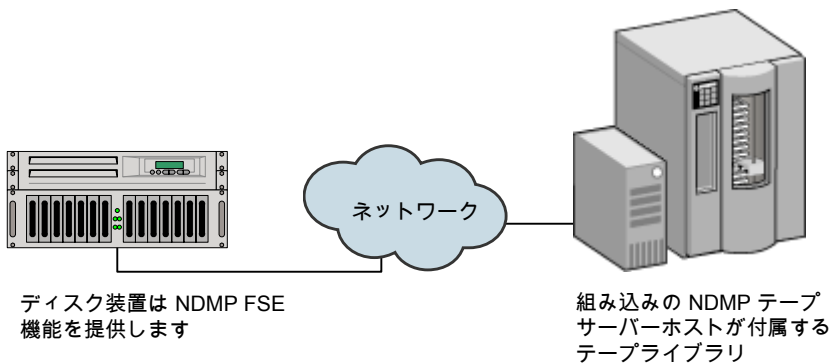 ネットワーク
ディスク装置は NDMP FSE
機能を提供します
組み込みの NDMP テープ
サーバーホストが付属する
テープライブラリ